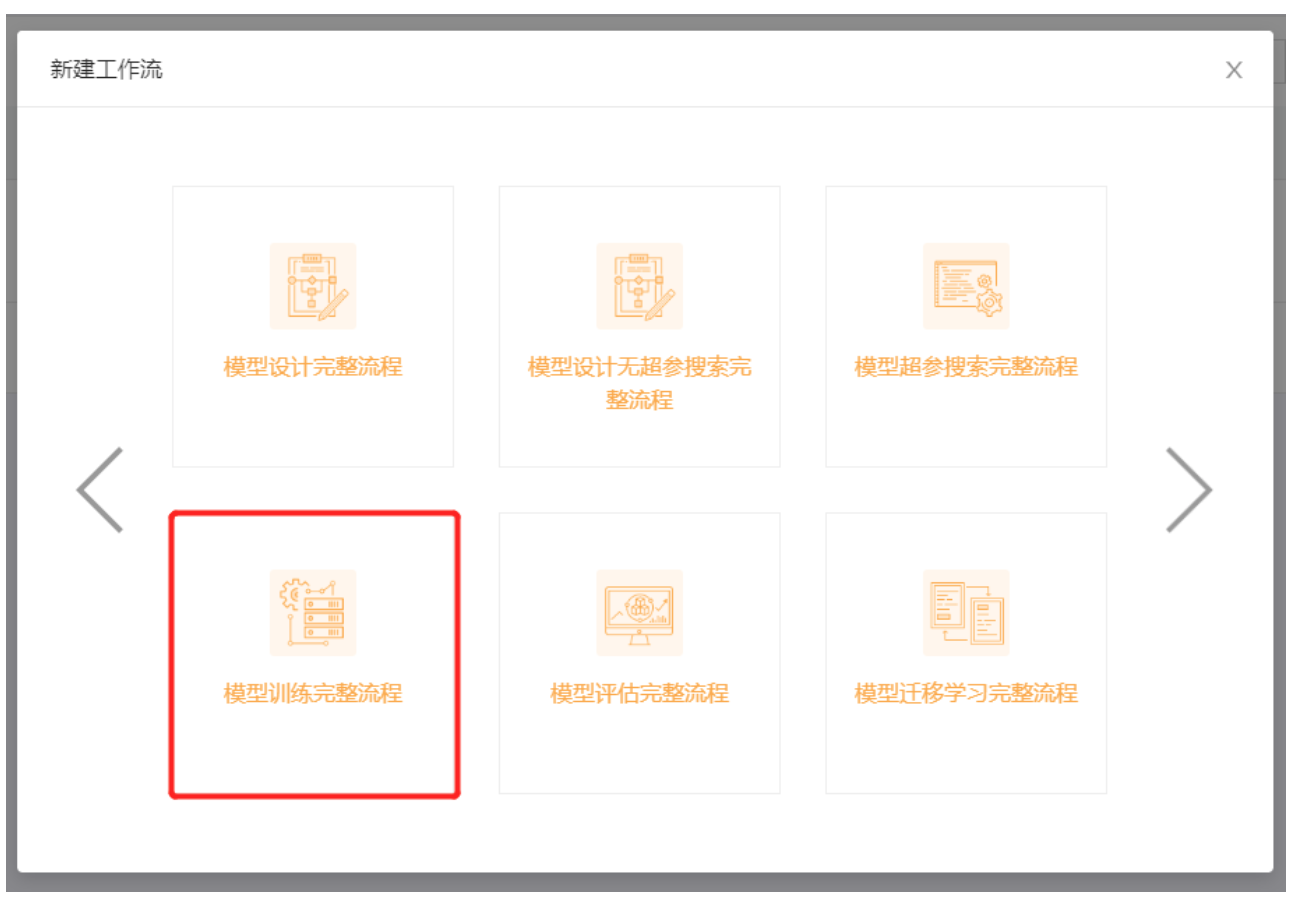 新建工作流
X
模型设计完整流程
模型设计无超参搜索完
整流程
模型超参搜索完整流程
模型训练完整流程
模型评估完整流程
模型迁移学习完整流程